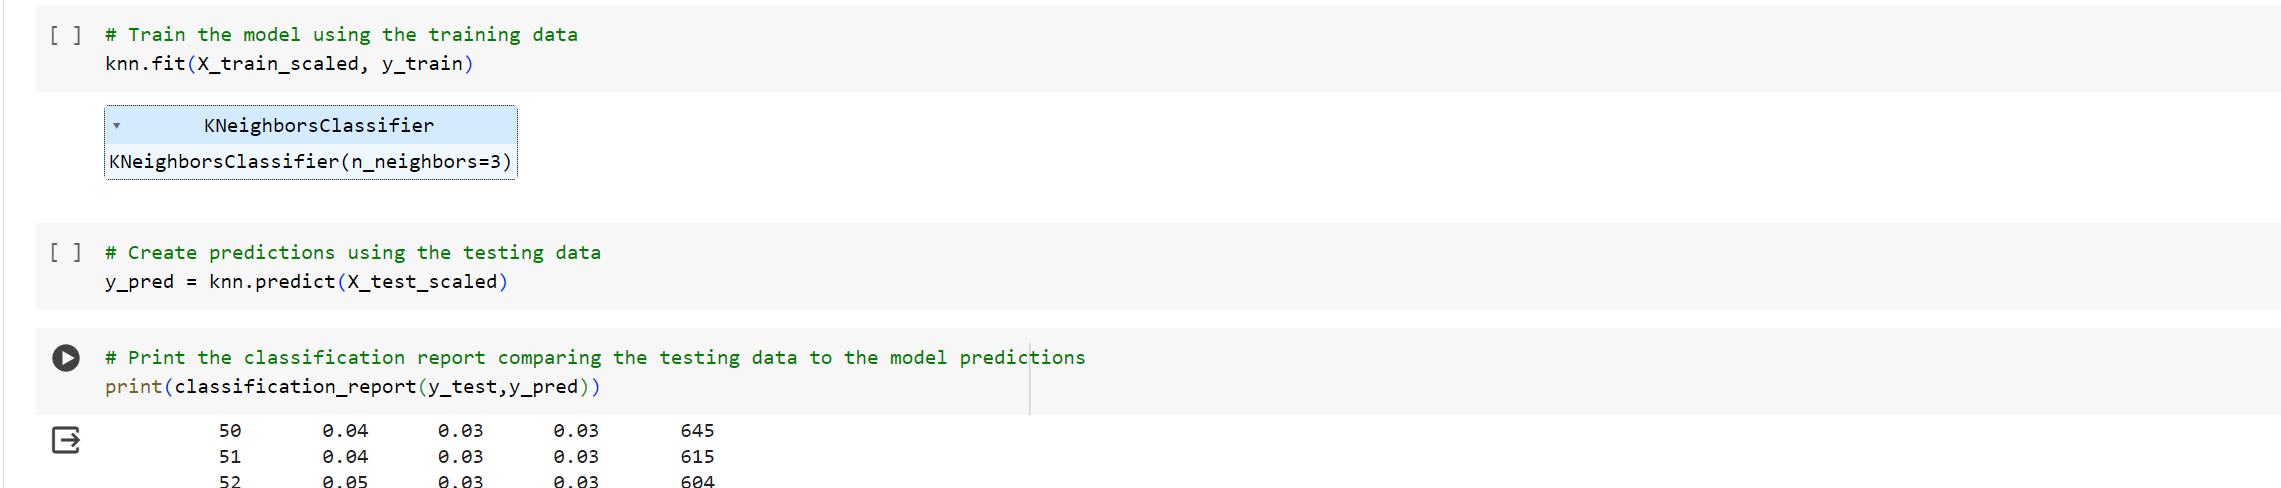 [ ] # Train the model using the training data
knn.fit(X_train_scaled, y_train)
KNeighborsClassifier
KNeighborsClassifier(n_neighbors=3)
[ ] # Create predictions using the testing data
y_pred = knn.predict(X_test_scaled)
# Print the classification report comparing the testing data to the model predictions
print(classification_report(y_test,y_pred))
50 0.04 0.03 0.03 645
51 0.04 0.03 0.03 615
52 0.05 0.03 0.03 604